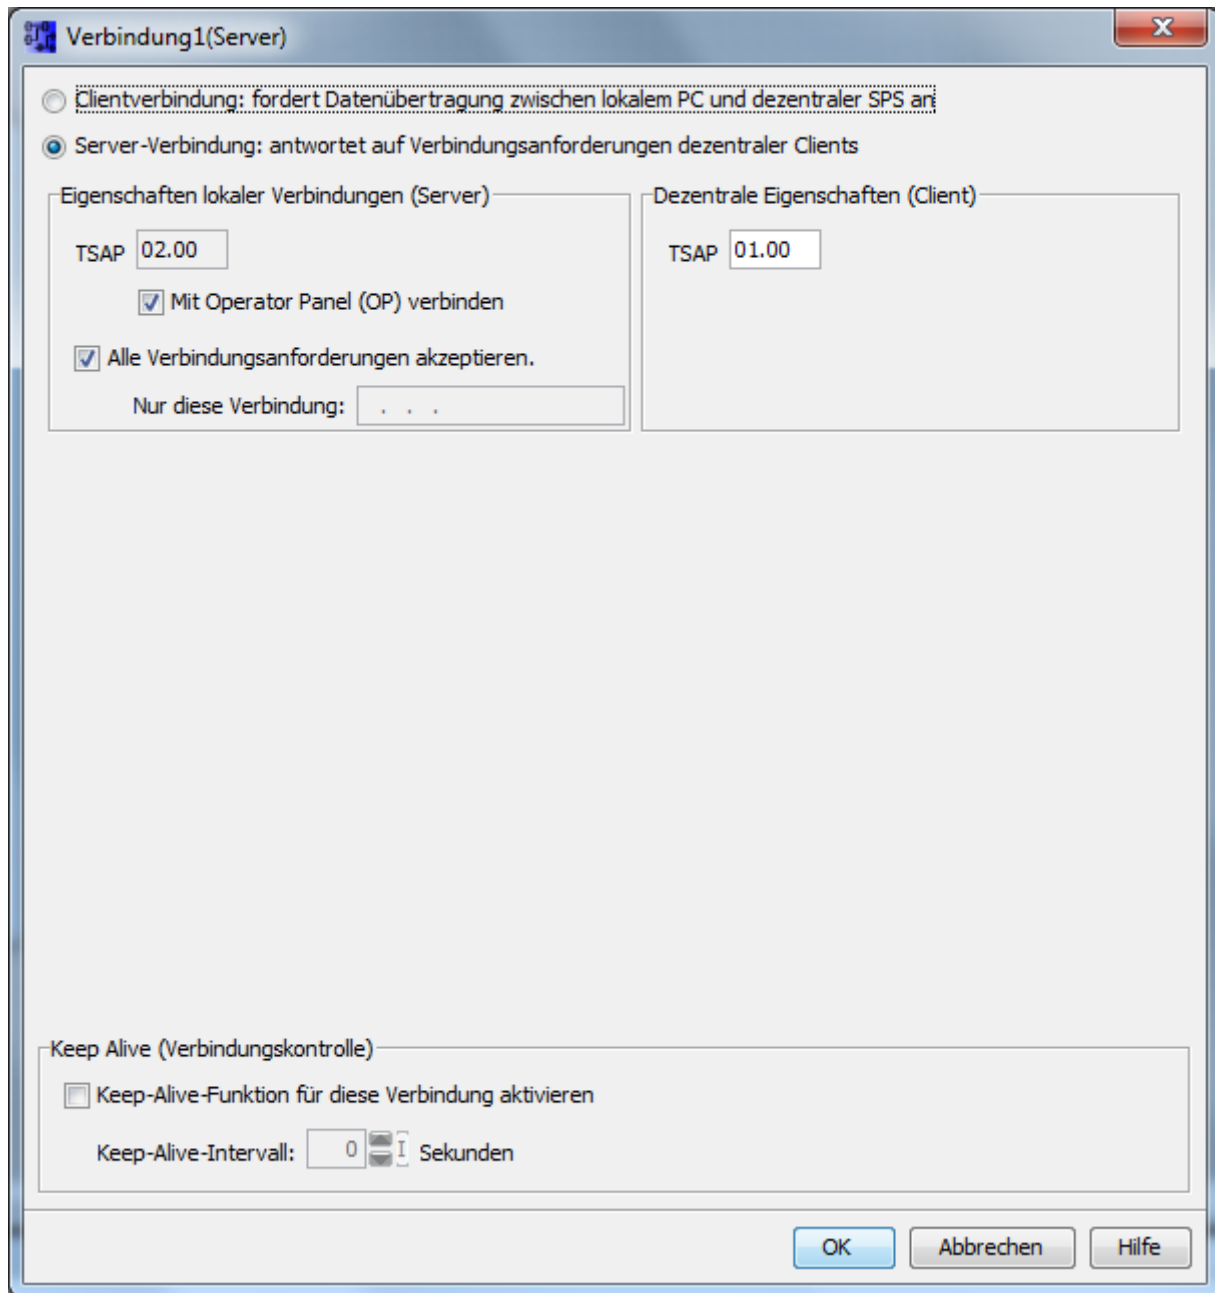 Verbindung1(Server)
Clientverbindung: fordert Datenübertragung zwischen lokalem PC und dezentraler SPS an
Server-Verbindung: antwortet auf Verbindungsanforderungen dezentraler Clients
Eigenschaften lokaler Verbindungen (Server)
TSAP 02.00
Mit Operator Panel (OP) verbinden
Alle Verbindungsanforderungen akzeptieren.
Nur diese Verbindung: . . .
Dezentrale Eigenschaften (Client)
TSAP 01.00
Keep Alive (Verbindungskontrolle)
Keep-Alive-Funktion für diese Verbindung aktivieren
Keep-Alive-Intervall: 0 Sekunden
OK Abbrechen Hilfe